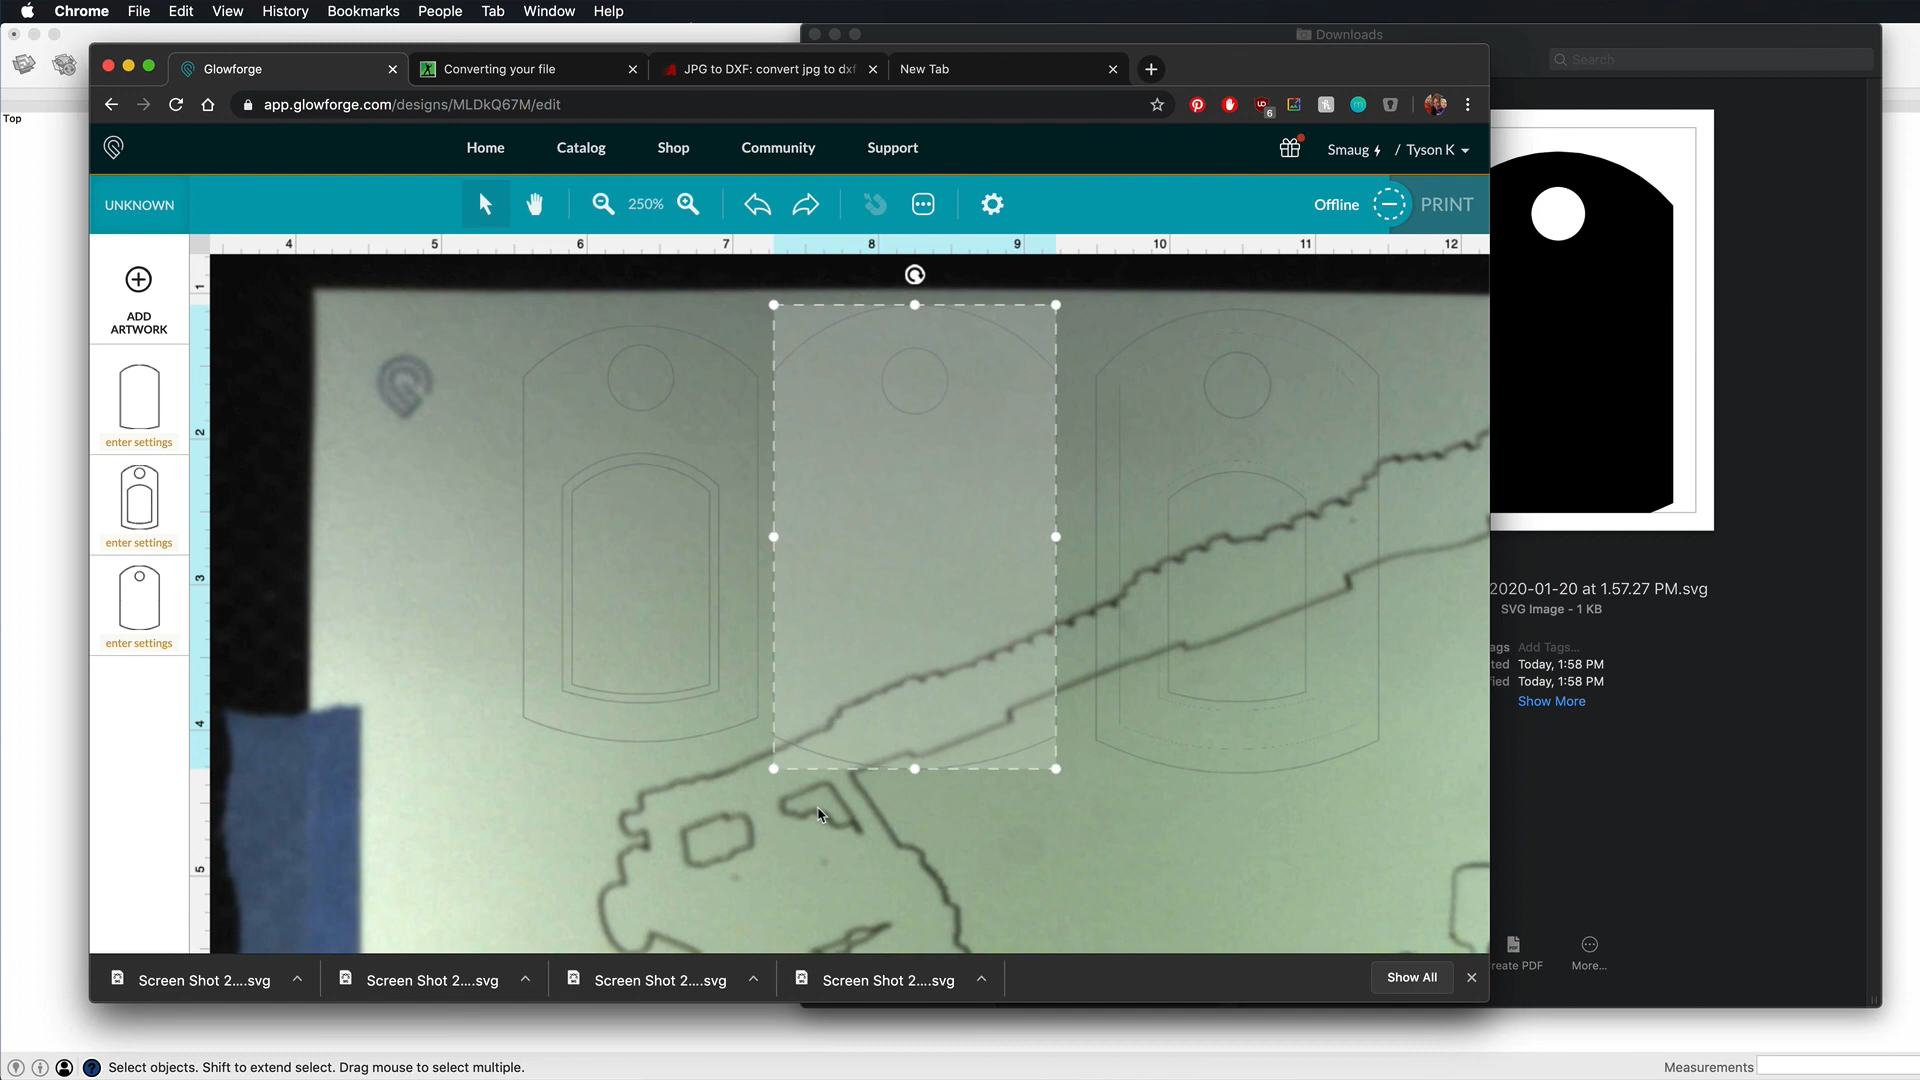 Chrome File Edit View History Bookmarks People Tab Window Help
Downloads
Search
Top
Glowforge
Converting your file
JPG to DXF: convert jpg to dxf
New Tab
app.glowforge.com/designs/MLDkQ67M/edit
6
Home Catalog Shop Community Support
Smaug / Tyson K
UNKNOWN
250%
Offline
PRINT
4 5 6 7 8 9 10 11 12
1
2
3
4
5
ADD
ARTWORK
enter settings
enter settings
enter settings
2020-01-20 at 1.57.27 PM.svg
SVG Image - 1 KB
ags Add Tags...
ted Today, 1:58 PM
fied Today, 1:58 PM
Show More
reate PDF
More...
Screen Shot 2....svg
Screen Shot 2....svg
Screen Shot 2....svg
Screen Shot 2....svg
Show All
Select objects. Shift to extend select. Drag mouse to select multiple.
Measurements